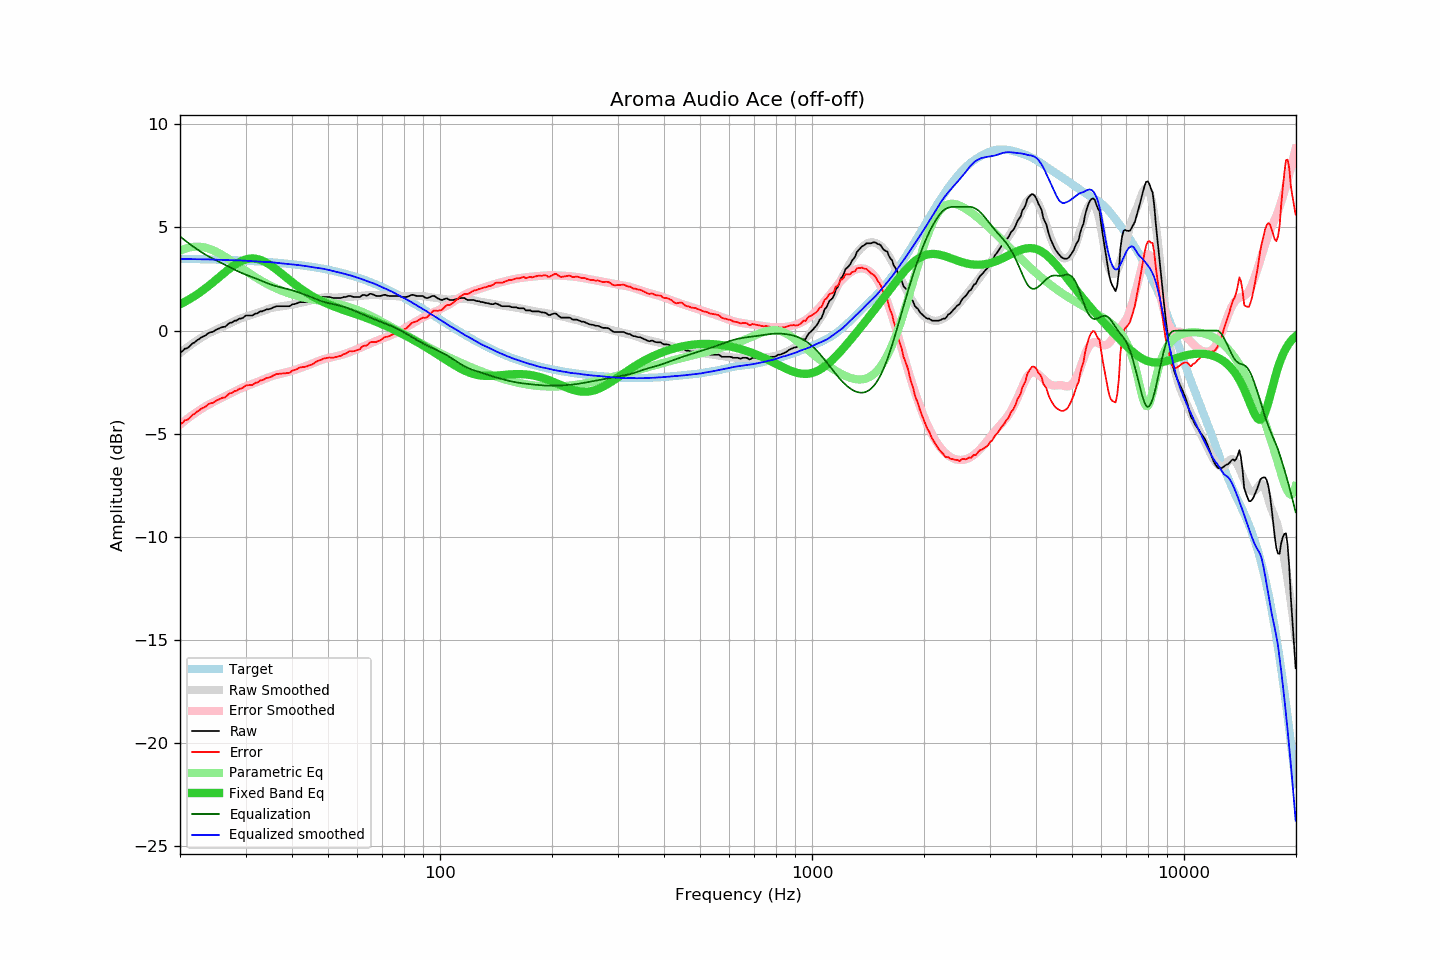 Aroma Audio Ace (off-off)
10
5
0
−5
−10
−15
−20
−25
Amplitude (dBr)
Target
Raw Smoothed
Error Smoothed
Raw
Error
Parametric Eq
Fixed Band Eq
Equalization
Equalized smoothed
100
1000
10000
Frequency (Hz)